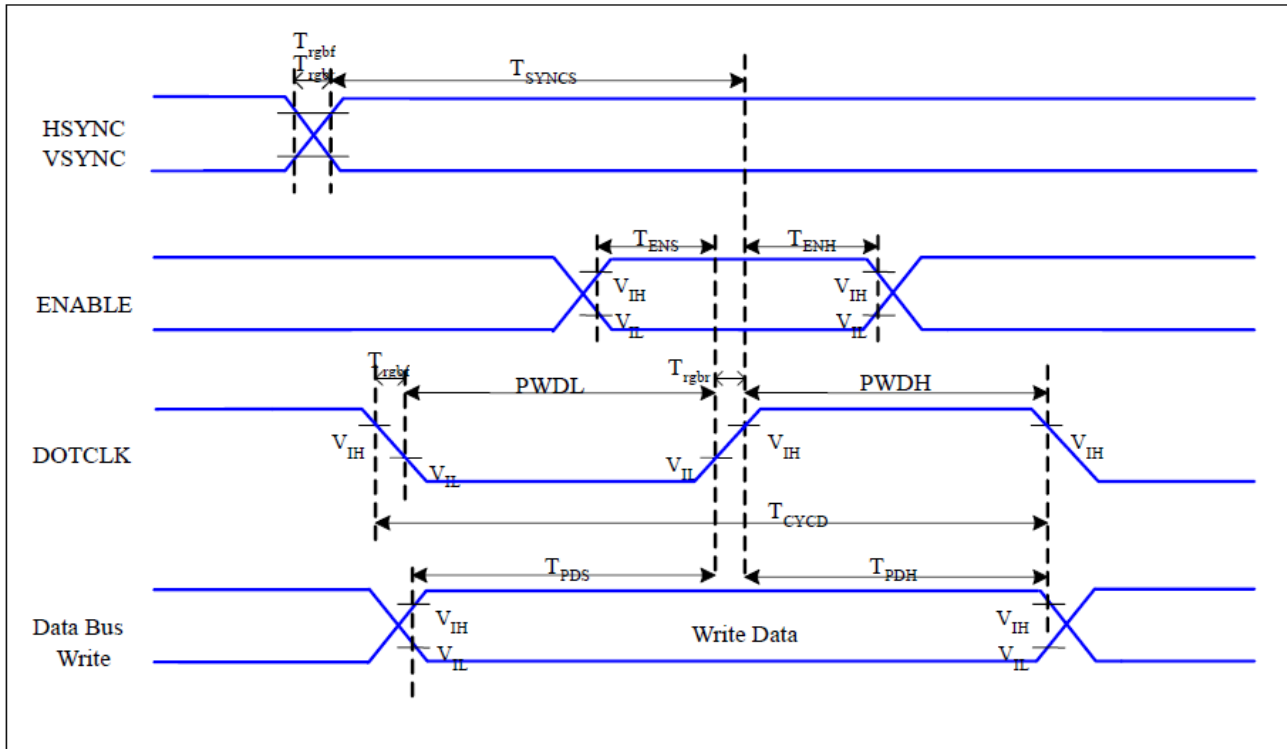 Trgbf
Trgbr
TSYNCS
HSYNC
VSYNC
TENS
TENH
VIH
VIH
ENABLE
VIL
VIL
Trgbf
PWDL
Trgbr
PWDH
VIH
VIH
VIH
DOTCLK
VIL
VIL
TCYCD
TPDS
TPDH
VIH
VIH
Data Bus
Write
Write Data
VIL
VIL